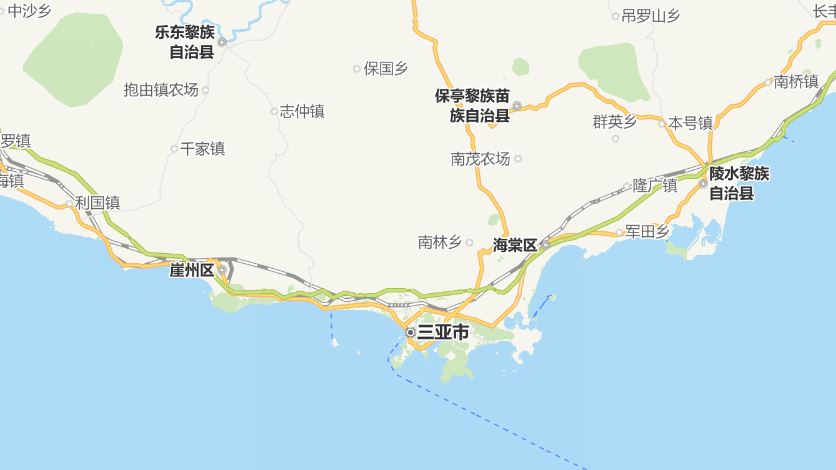 中沙乡
吊罗山乡
长丰
乐东黎族
自治县
保国乡
抱由镇农场
保亭黎族苗
族自治县
南桥镇
志仲镇
群英乡
本号镇
罗镇
千家镇
南茂农场
海镇
隆广镇
陵水黎族
自治县
利国镇
军田乡
南林乡
海棠区
崖州区
三亚市